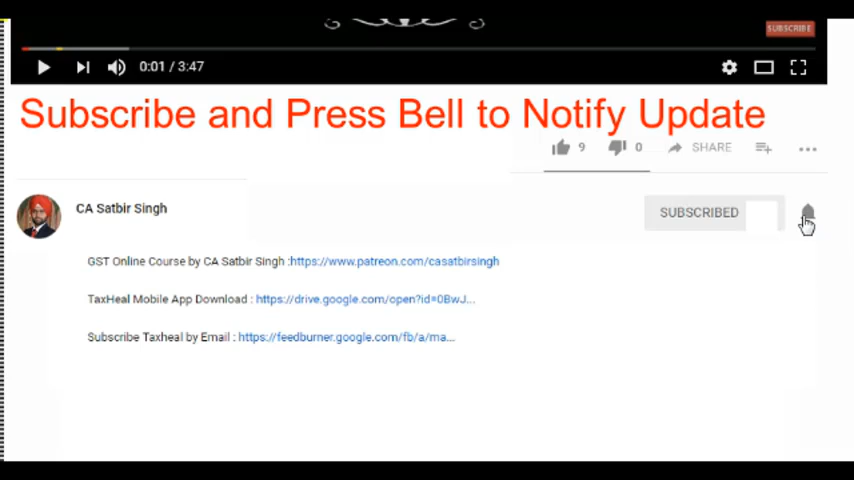 SUBSCRIBE
0:01 / 3:47
Subscribe and Press Bell to Notify Update
9 0 SHARE
CA Satbir Singh
SUBSCRIBED
GST Online Course by CA Satbir Singh :https://www.patreon.com/casatbirsingh
TaxHeal Mobile App Download : https://drive.google.com/open?id=0BwJ...
Subscribe Taxheal by Email : https://feedburner.google.com/fb/a/ma...